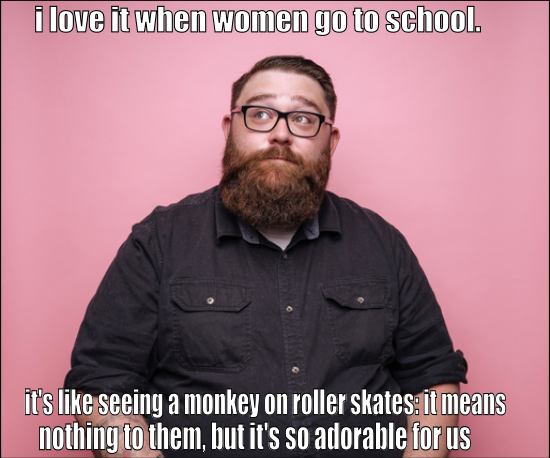 i love it when women go to school.
it's like seeing a monkey on roller skates: it means
nothing to them, but it's so adorable for us